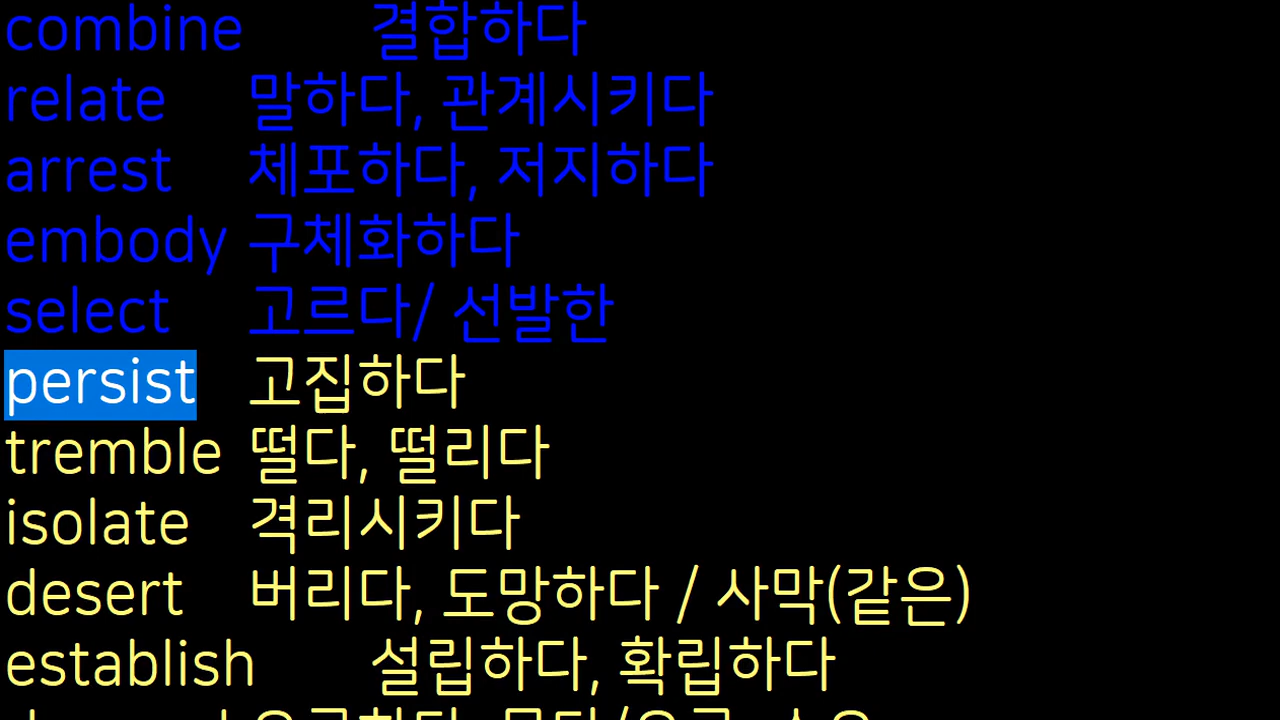 combine 결합하다
relate 말하다, 관계시키다
arrest 체포하다, 저지하다
embody 구체화하다
select 고르다/ 선발한
persist 고집하다
tremble 떨다, 떨리다
isolate 격리시키다
desert 버리다, 도망하다 / 사막(같은)
establish 설립하다, 확립하다